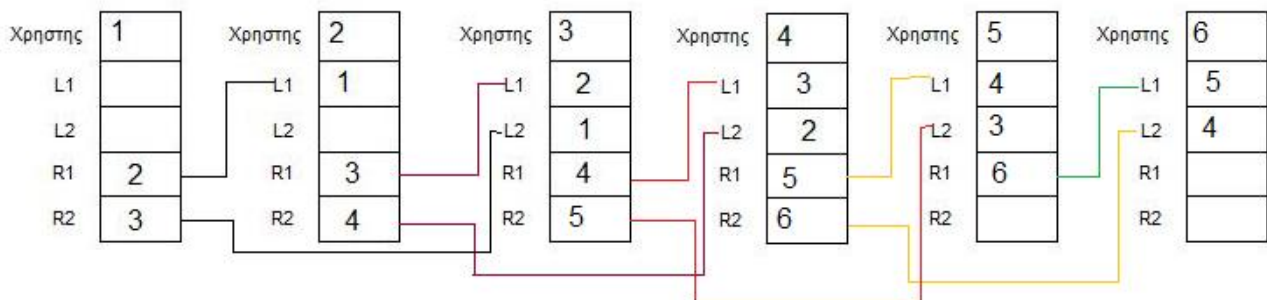 Χρηστης 1 Χρηστης 2 Χρηστης 3 Χρηστης 4 Χρηστης 5 Χρηστης 6
L1 L1 1 L1 2 L1 3 L1 4 L1 5
L2 L2 L2 1 L2 2 L2 3 L2 4
R1 2 R1 3 R1 4 R1 5 R1 6 R1
R2 3 R2 4 R2 5 R2 6 R2 R2